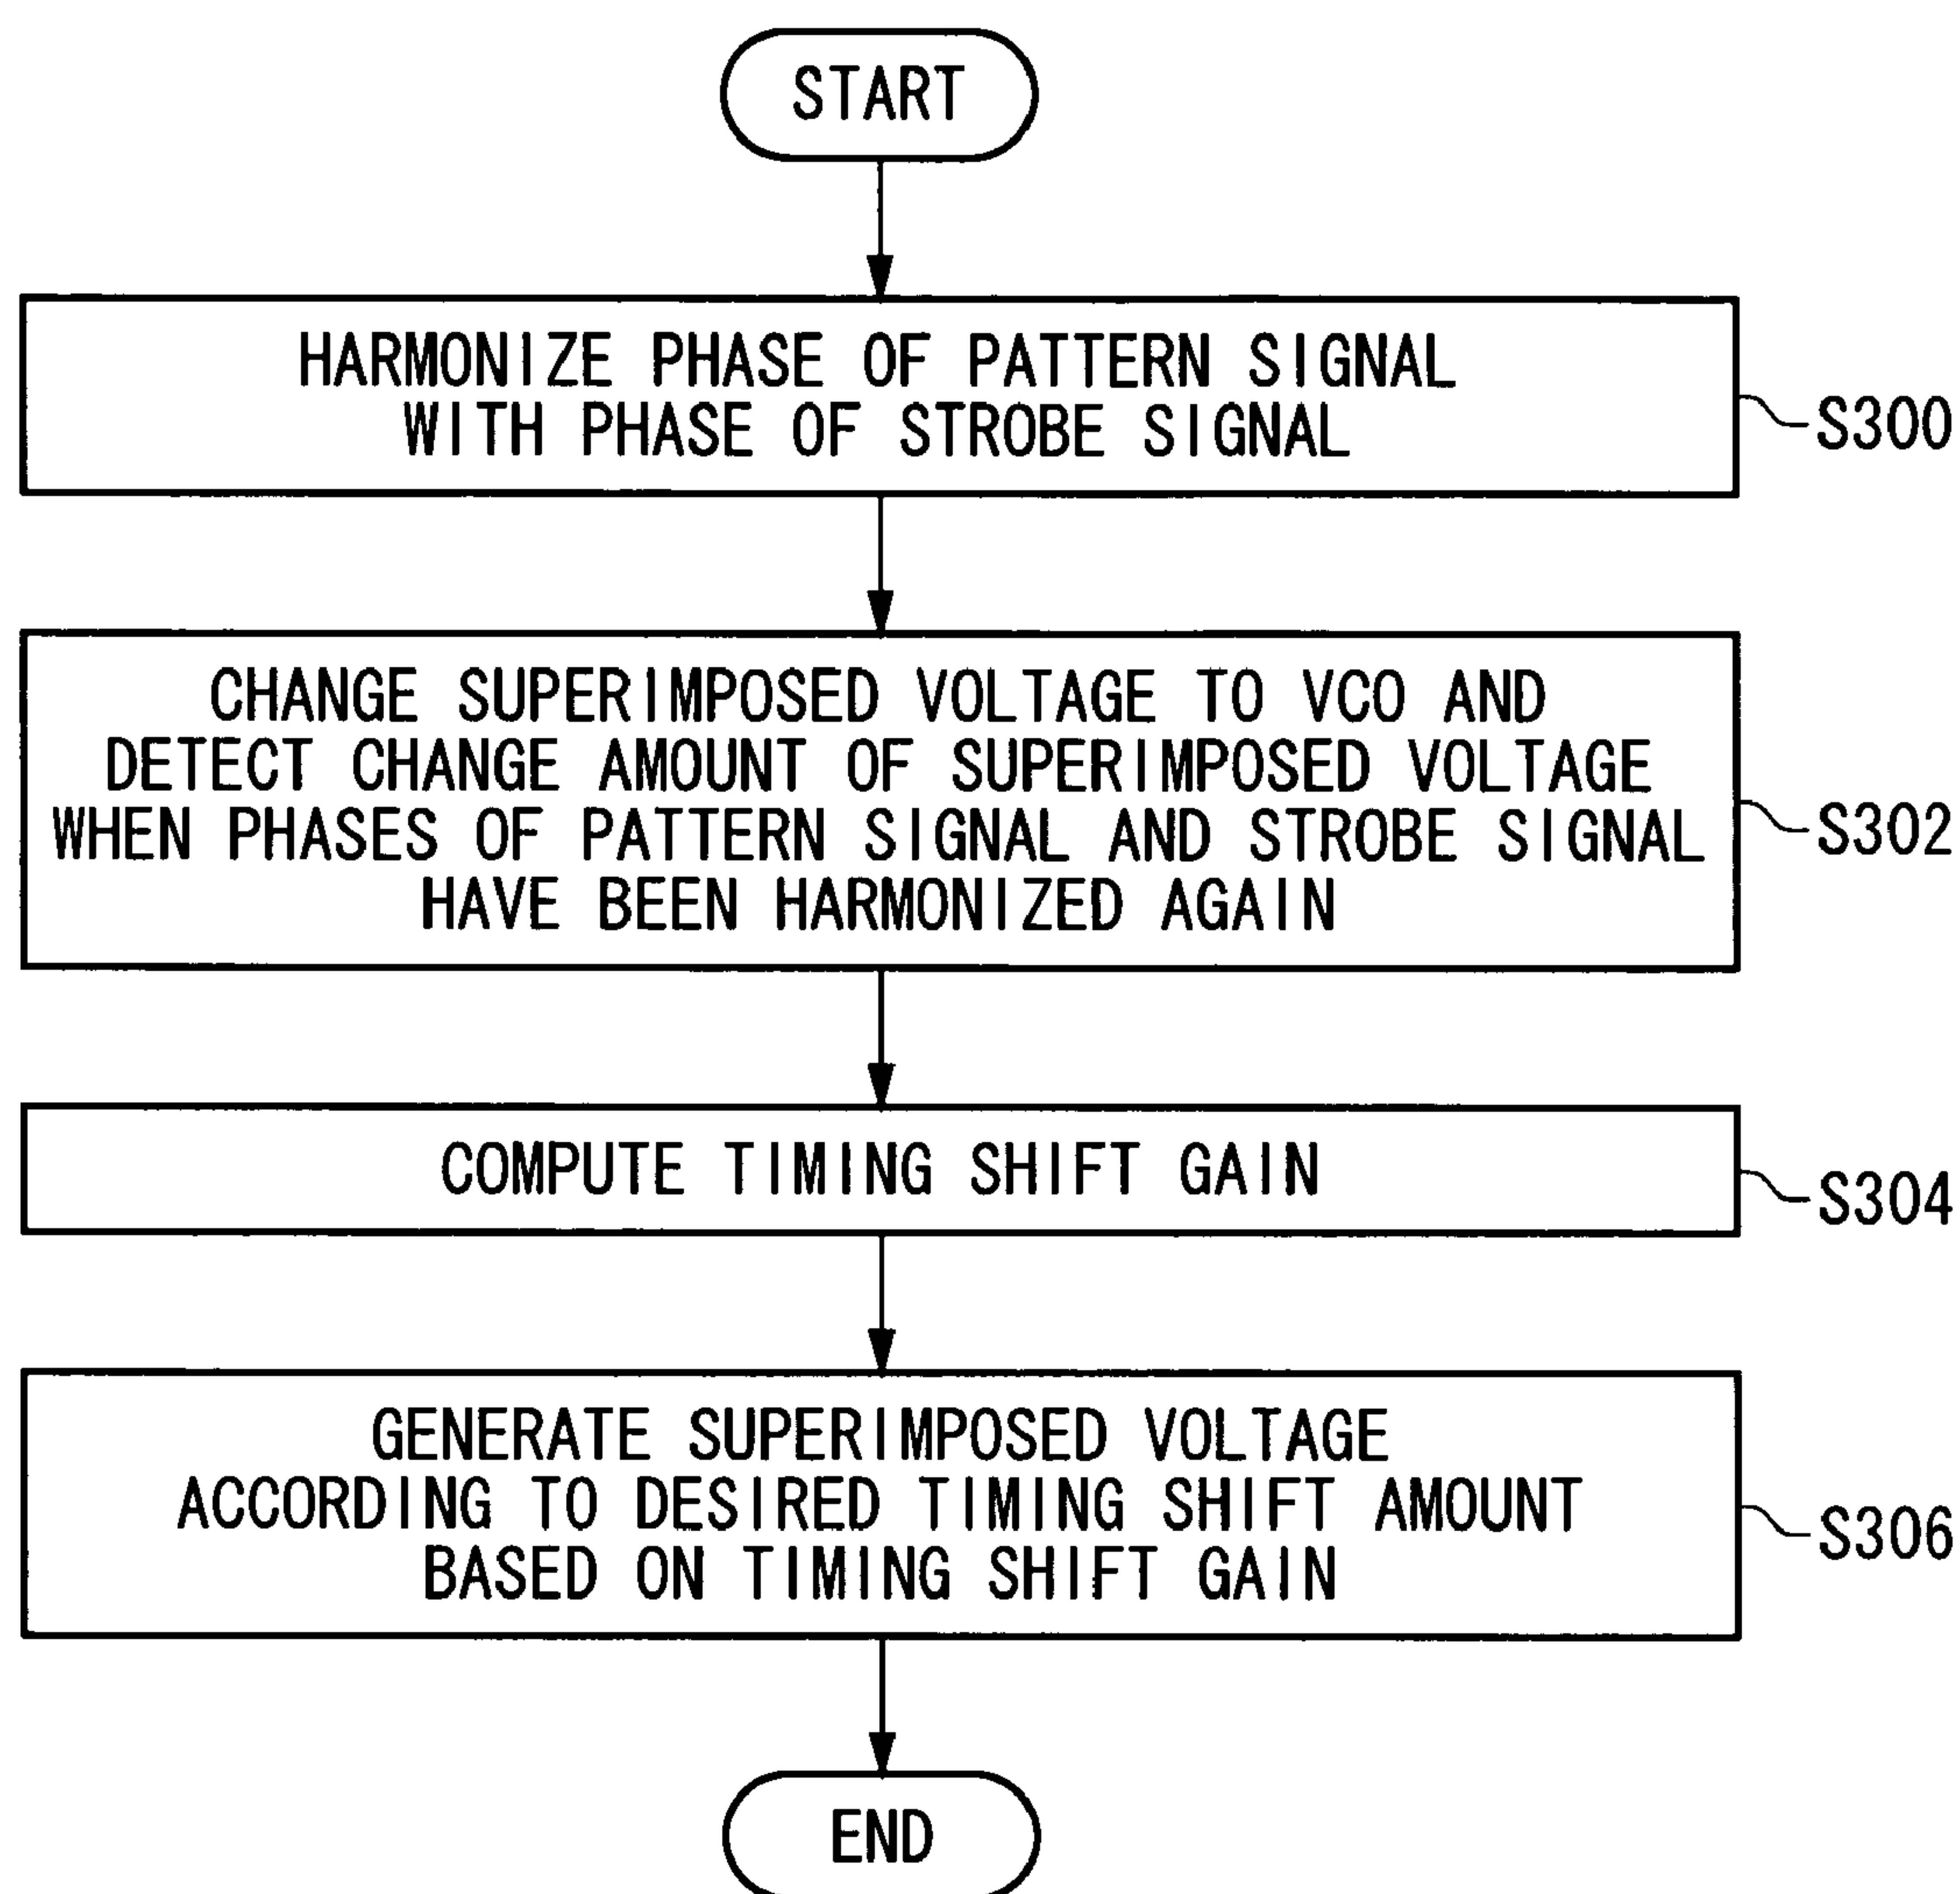 START
HARMONIZE PHASE OF PATTERN SIGNAL
WITH PHASE OF STROBE SIGNAL
S300
CHANGE SUPERIMPOSED VOLTAGE TO VCO AND
DETECT CHANGE AMOUNT OF SUPERIMPOSED VOLTAGE
WHEN PHASES OF PATTERN SIGNAL AND STROBE SIGNAL
HAVE BEEN HARMONIZED AGAIN
S302
COMPUTE TIMING SHIFT GAIN
S304
GENERATE SUPERIMPOSED VOLTAGE
ACCORDING TO DESIRED TIMING SHIFT AMOUNT
BASED ON TIMING SHIFT GAIN
S306
END